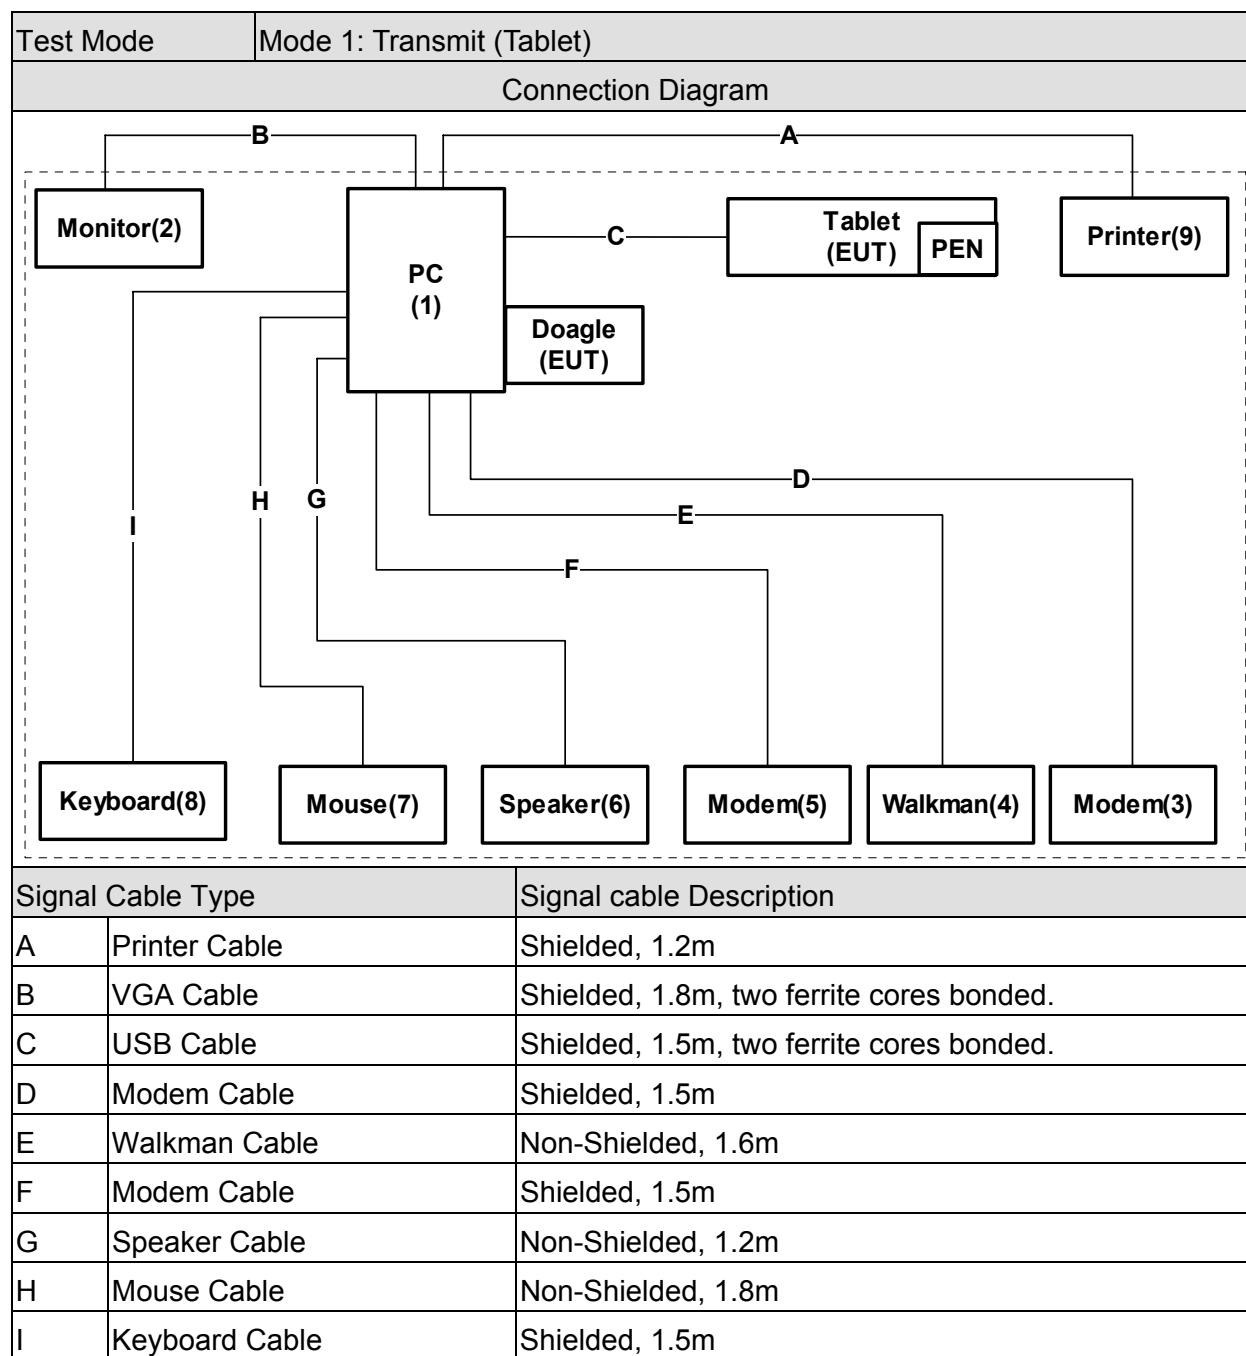 Test Mode Mode 1: Transmit (Tablet)
Connection Diagram
B A
Monitor(2)
PC
(1)
C
Tablet
(EUT)
PEN
Printer(9)
Doagle
(EUT)
I
H
G
D
E
F
Keyboard(8) Mouse(7) Speaker(6) Modem(5) Walkman(4) Modem(3)
Signal Cable Type Signal cable Description
A Printer Cable Shielded, 1.2m
B VGA Cable Shielded, 1.8m, two ferrite cores bonded.
C USB Cable Shielded, 1.5m, two ferrite cores bonded.
D Modem Cable Shielded, 1.5m
E Walkman Cable Non-Shielded, 1.6m
F Modem Cable Shielded, 1.5m
G Speaker Cable Non-Shielded, 1.2m
H Mouse Cable Non-Shielded, 1.8m
I Keyboard Cable Shielded, 1.5m